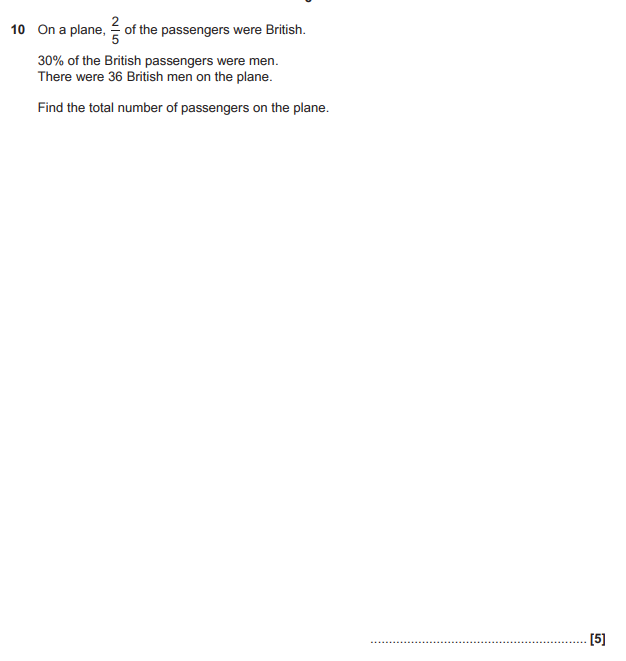 10 On a plane, 2/5 of the passengers were British.
30% of the British passengers were men.
There were 36 British men on the plane.
Find the total number of passengers on the plane.
.......................................................... [5]